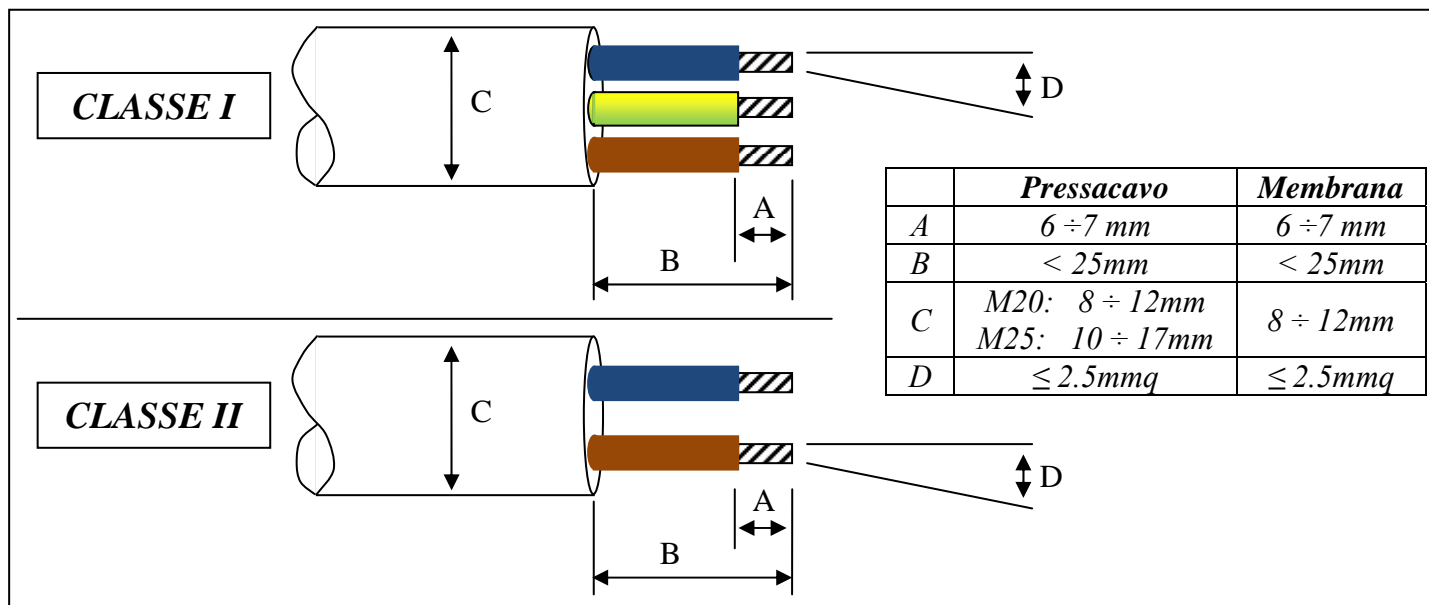 CLASSE I
C
D
A
B
Pressacavo Membrana
A 6 ÷7 mm 6 ÷7 mm
B < 25mm < 25mm
C M20: 8 ÷ 12mm 8 ÷ 12mm
M25: 10 ÷ 17mm
D ≤ 2.5mmq ≤ 2.5mmq
CLASSE II
C
D
A
B